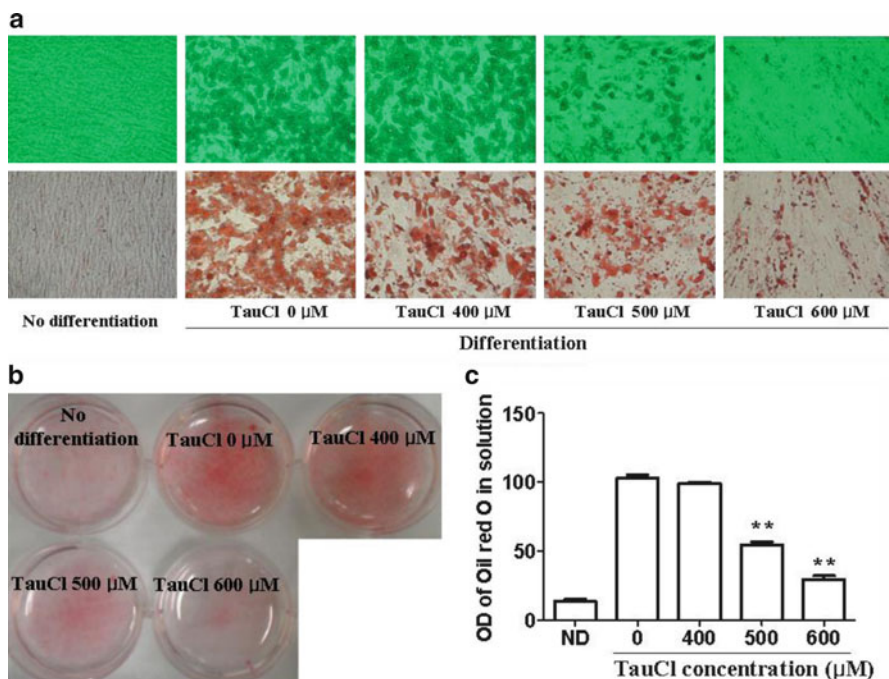 a
No differentiation
TauCl 0 μM
TauCl 400 μM
TauCl 500 μM
TauCl 600 μM
Differentiation
b
No
differentiation
TauCl 0 μM
TauCl 400 μM
TauCl 500 μM
TauCl 600 μM
c
OD of Oil red O in solution
150
100
50
0
**
**
ND 0 400 500 600
TauCl concentration (μM)